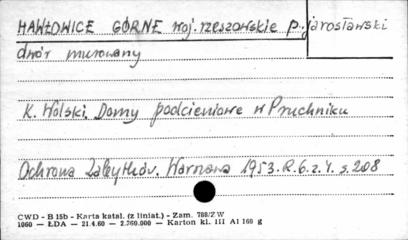 HAWŁOWICE GÓRNE woj. rzeszowskie p. jarosławski
dwór murowany
K. Wolski, Domy podcieniowe w Pruchniku
Ochrona Zabytków. Warszawa 1953. R. 6. z. 4. s. 208
CWD - B 15b - Karta katal. (z liniat.) - Zam. 788/Z W
1060 — ŁDA — 21.4.60 — 2.760.000 — Karton kl. III A1 160 g